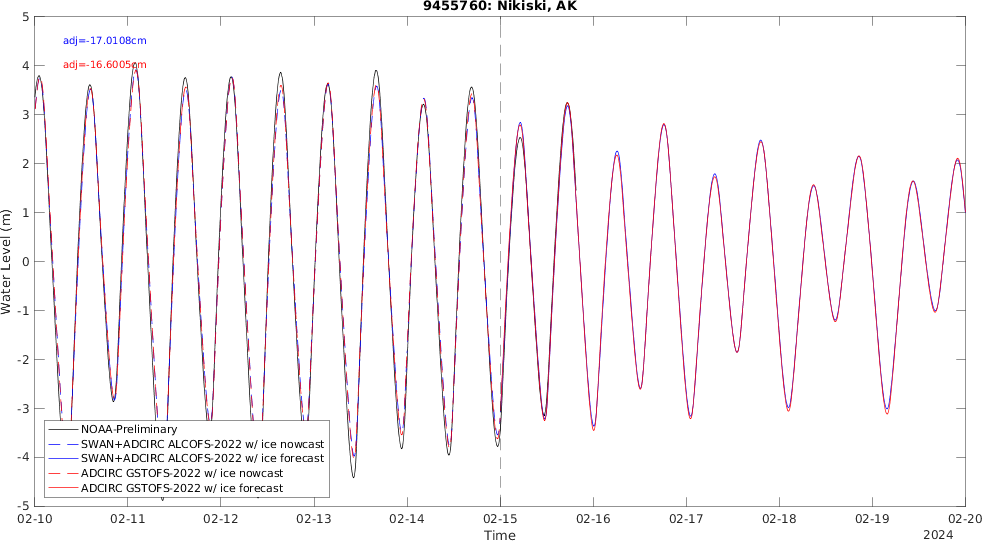 9455760: Nikiski, AK
adj=-17.0108cm
adj=-16.6005cm
Water Level (m)
5
4
3
2
1
0
-1
-2
-3
-4
-5
NOAA-Preliminary
SWAN+ADCIRC ALCOFS-2022 w/ ice nowcast
SWAN+ADCIRC ALCOFS-2022 w/ ice forecast
ADCIRC GSTOFS-2022 w/ ice nowcast
ADCIRC GSTOFS-2022 w/ ice forecast
02-10 02-11 02-12 02-13 02-14 02-15 02-16 02-17 02-18 02-19 02-20
Time
2024